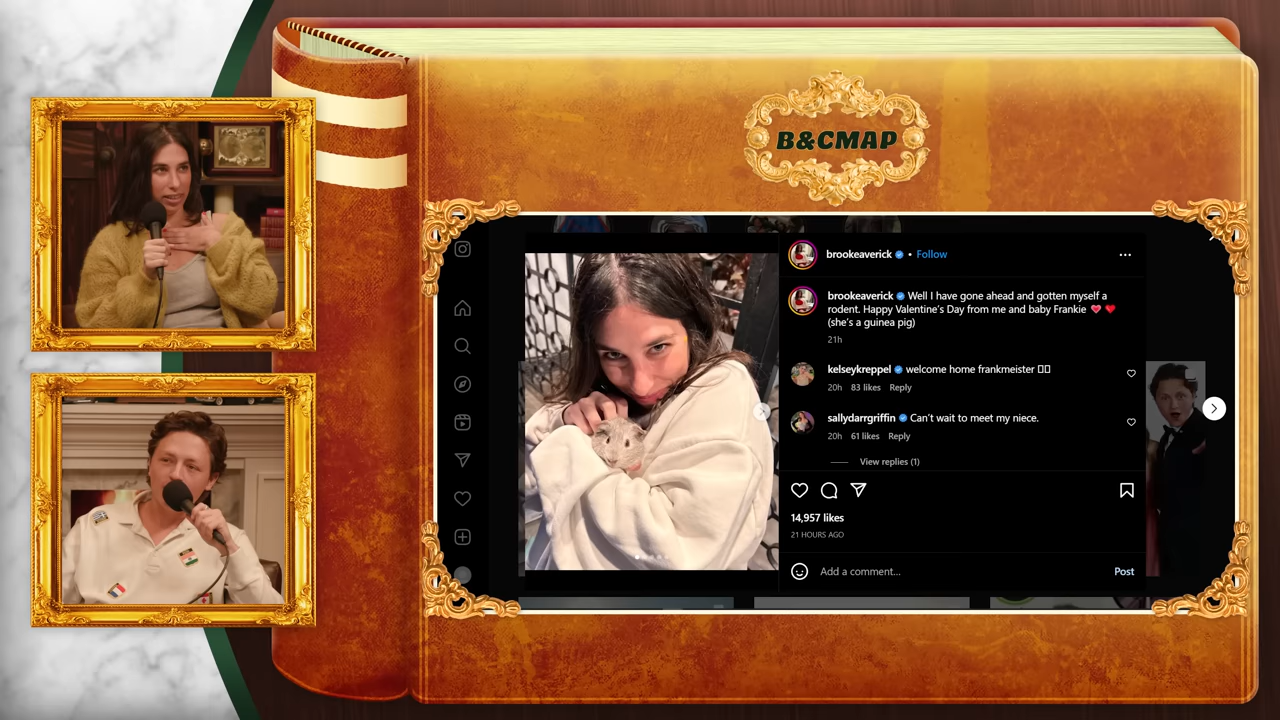 B&CMAP
brookeaverick • Follow
brookeaverick Well I have gone ahead and gotten myself a
rodent. Happy Valentine's Day from me and baby Frankie
(she's a guinea pig)
21h
kelseykreppel welcome home frankmeister
20h 83 likes Reply
sallydarrgriffin Can't wait to meet my niece.
20h 61 likes Reply
View replies (1)
14,957 likes
21 HOURS AGO
Add a comment...
Post